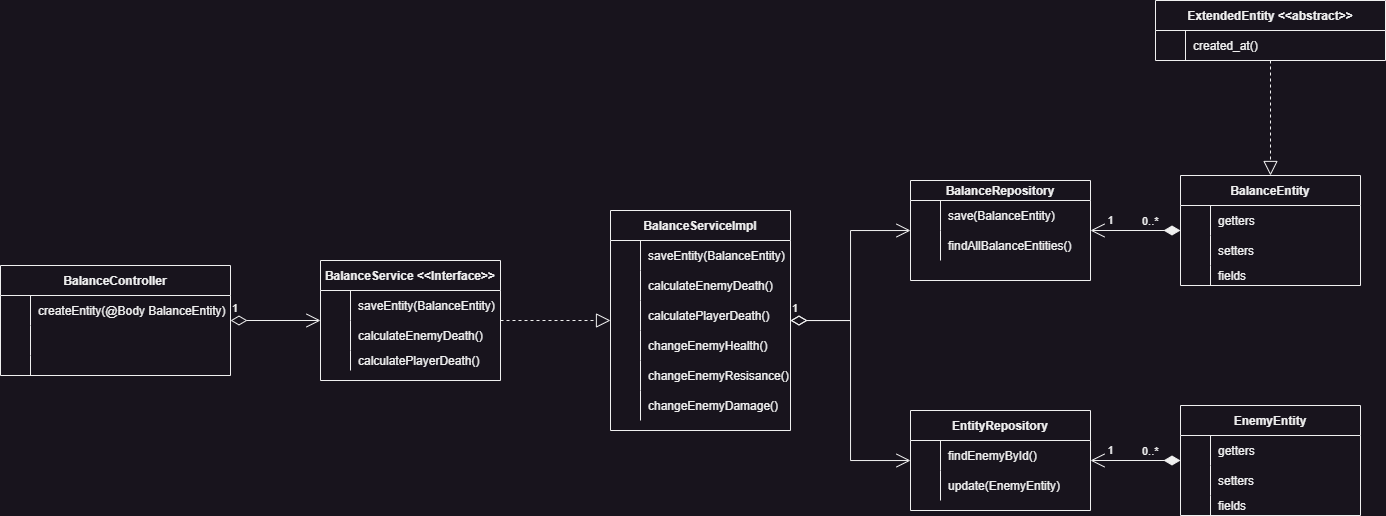 ExtendedEntity <<abstract>>
created_at()
BalanceController
createEntity(@Body BalanceEntity)
1
BalanceService <<Interface>>
saveEntity(BalanceEntity)
calculateEnemyDeath()
calculatePlayerDeath()
BalanceServiceImpl
saveEntity(BalanceEntity)
calculateEnemyDeath()
calculatePlayerDeath()
changeEnemyHealth()
changeEnemyResisance()
changeEnemyDamage()
1
BalanceRepository
save(BalanceEntity)
findAllBalanceEntities()
1
0..*
BalanceEntity
getters
setters
fields
EntityRepository
findEnemyById()
update(EnemyEntity)
1
0..*
EnemyEntity
getters
setters
fields